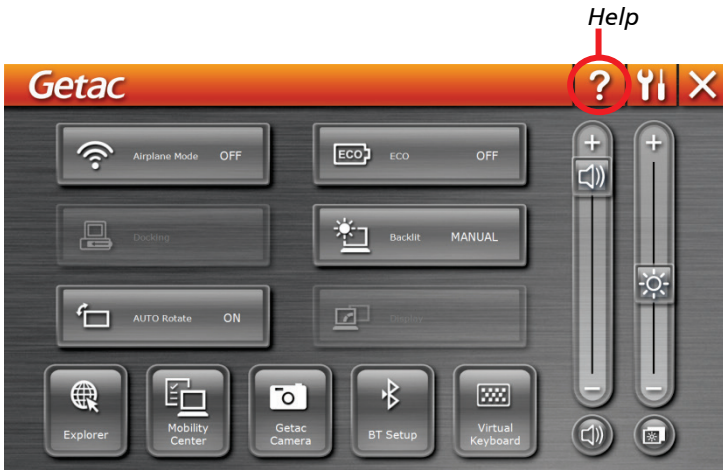 Help
Getac ?
Airplane Mode OFF
ECO ECO OFF
Docking
Backlit MANUAL
AUTO Rotate ON
Display
Explorer
Mobility
Center
Getac
Camera
BT Setup
Virtual
Keyboard